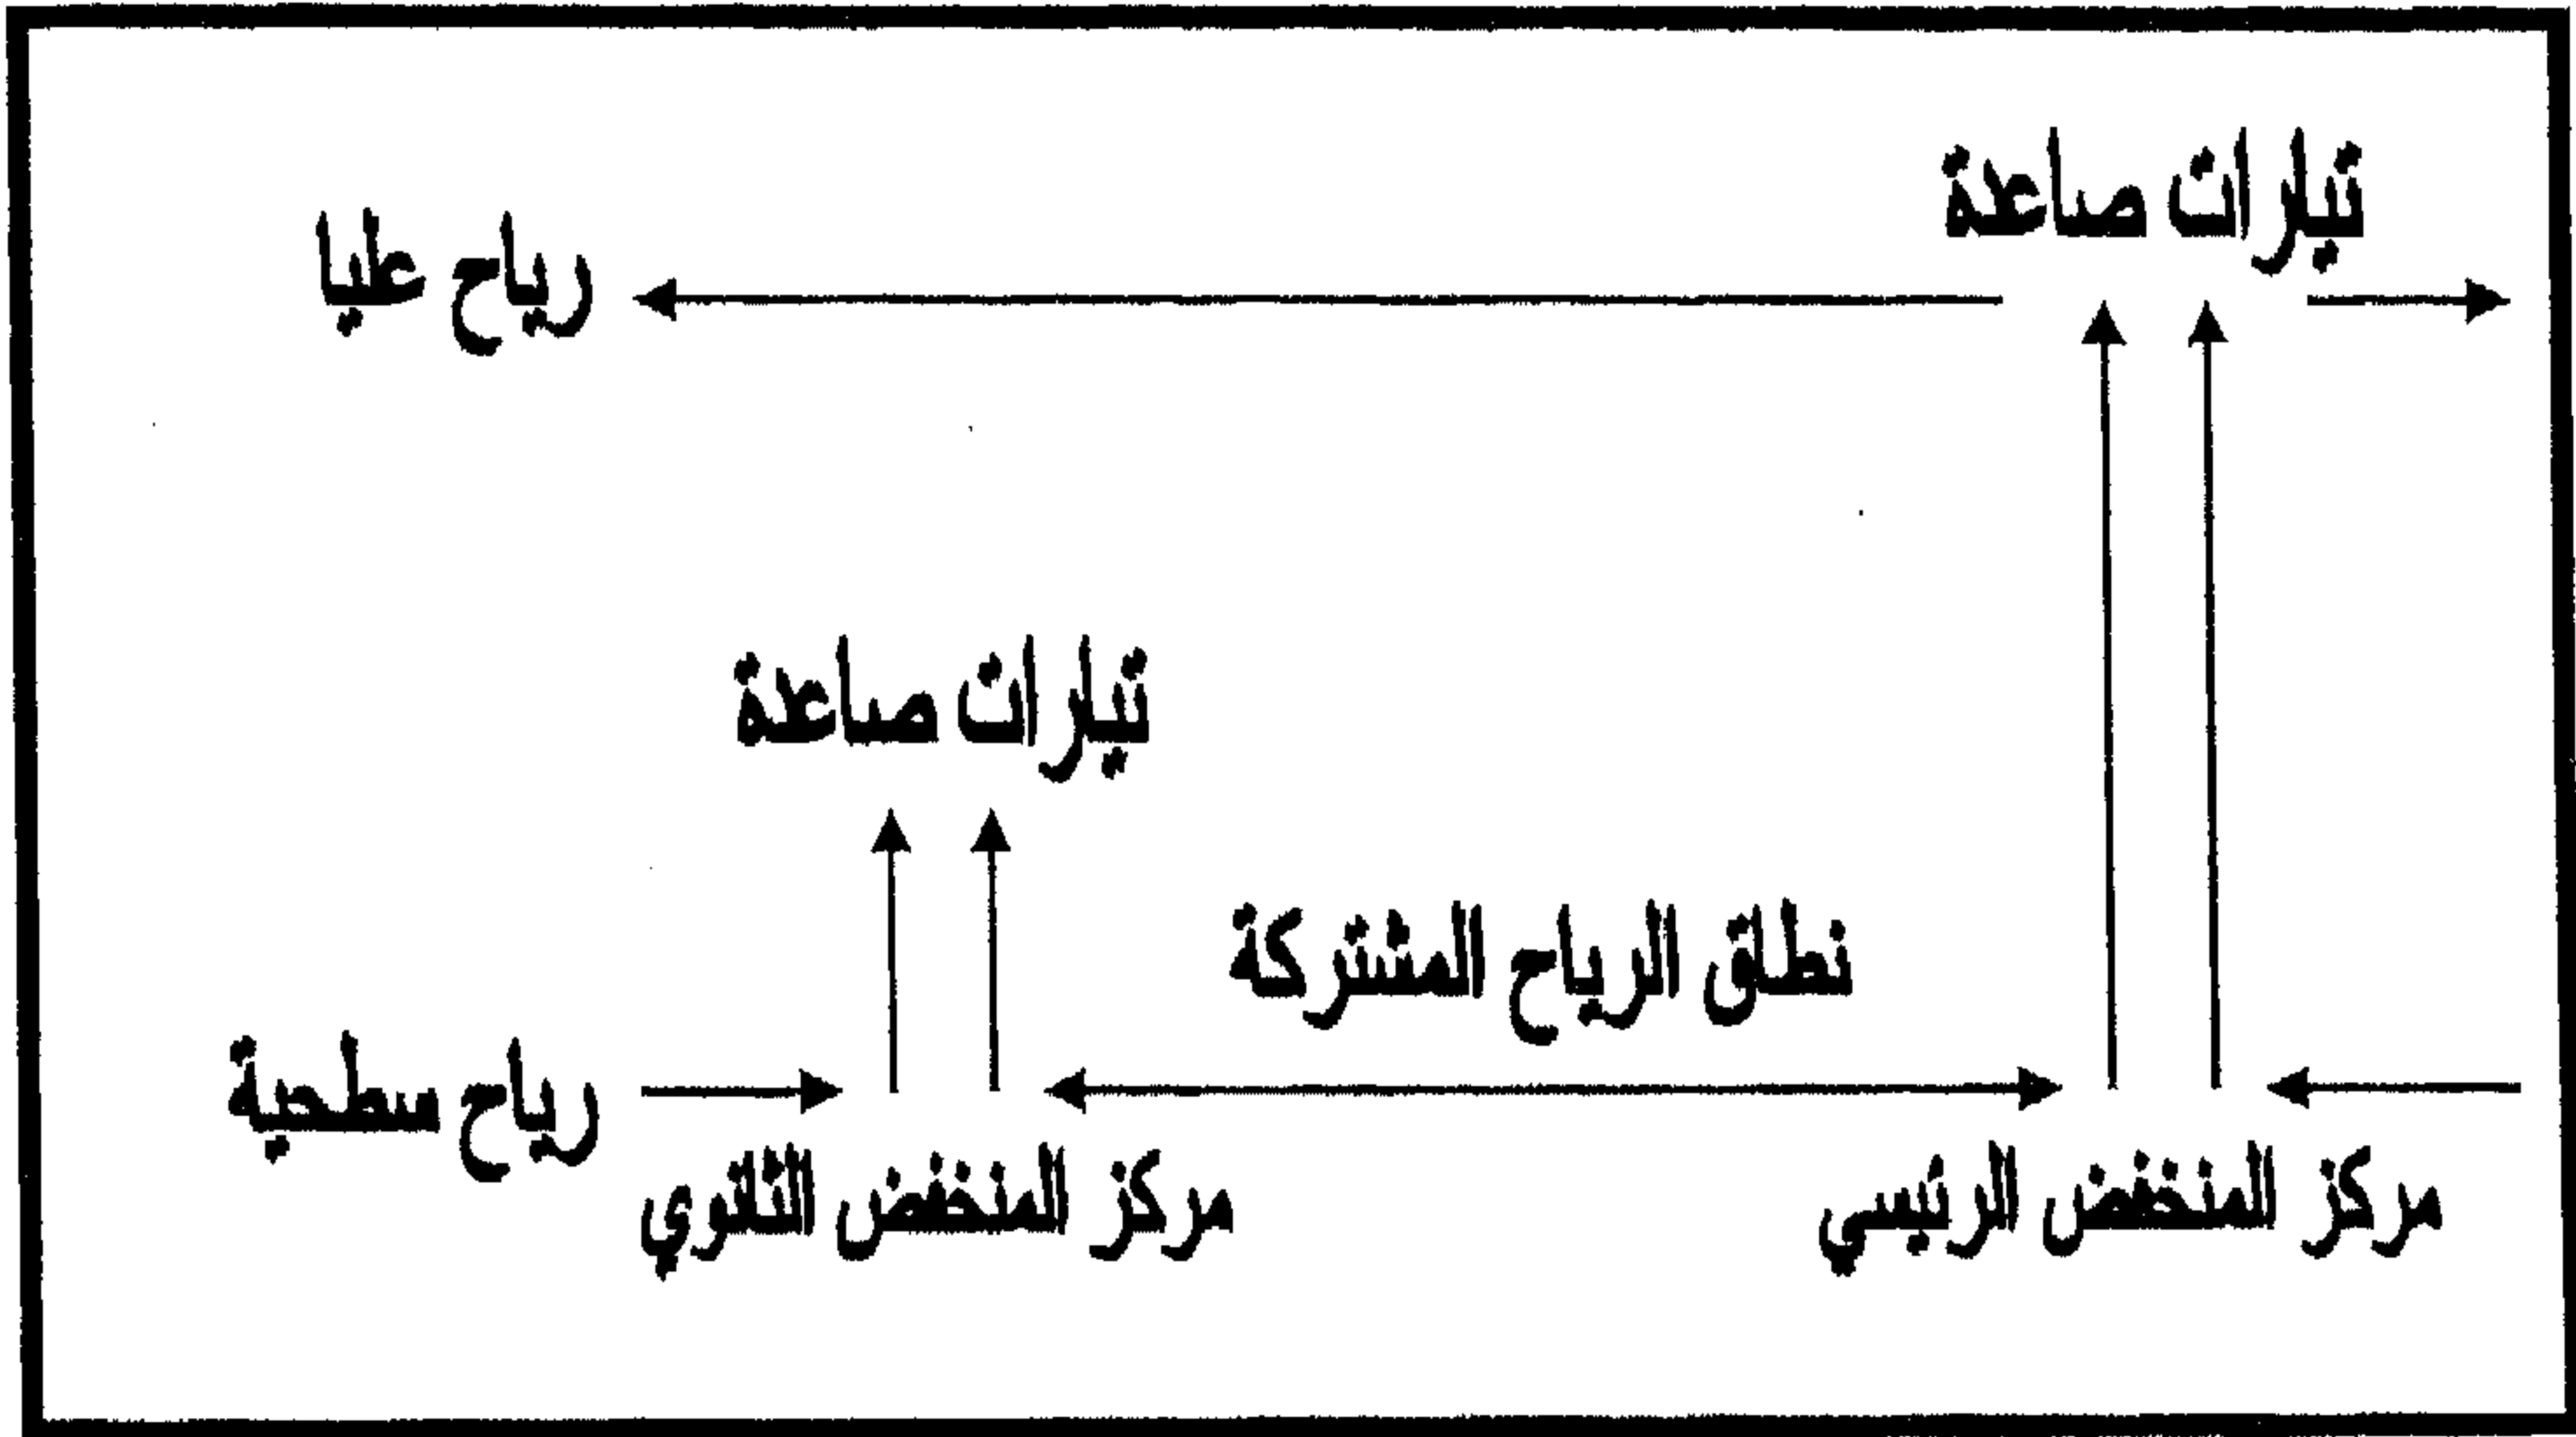 تيارات صاعدة
رياح عليا
تيارات صاعدة
نطاق الرياح المشتركة
رياح سطحية
مركز المنخفض الرئيسي
مركز المنخفض الثانوي